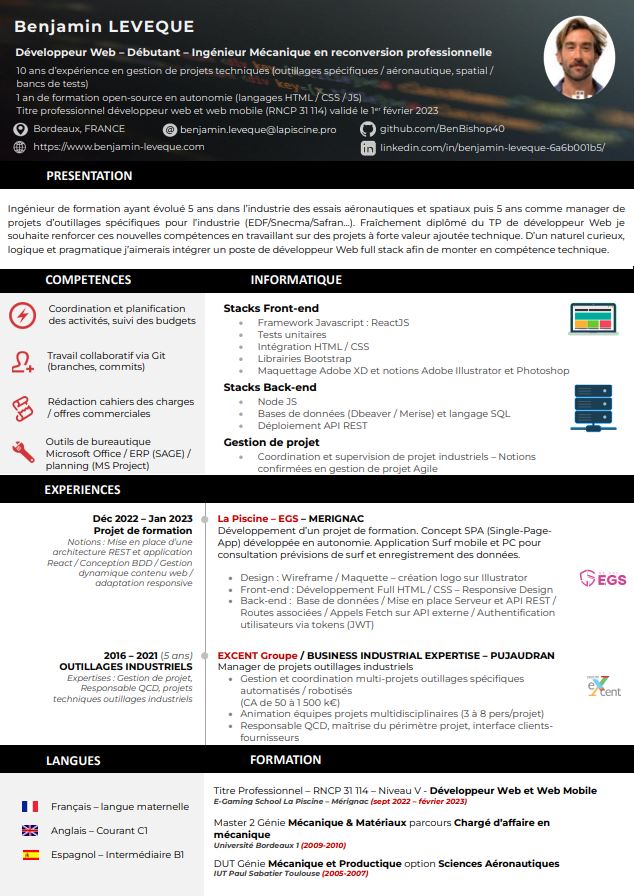 Benjamin LEVEQUE
Développeur Web – Débutant – Ingénieur Mécanique en reconversion professionnelle
10 ans d'expérience en gestion de projets techniques (outillages spécifiques / aéronautique, spatial /
bancs de tests)
1 an de formation open-source en autonomie (langages HTML / CSS / JS)
Titre professionnel développeur web et web mobile (RNCP 31 114) validé le 1er février 2023
Bordeaux, FRANCE
benjamin.leveque@lapiscine.pro
github.com/BenBishop40
https://www.benjamin-leveque.com
linkedin.com/in/benjamin-leveque-6a6b001b5/
PRESENTATION
Ingénieur de formation ayant évolué 5 ans dans l'industrie des essais aéronautiques et spatiaux puis 5 ans comme manager de
projets d'outillages spécifiques pour l'industrie (EDF/Snecma/Safran...). Fraîchement diplômé du TP de développeur Web je
souhaite renforcer ces nouvelles compétences en travaillant sur des projets à forte valeur ajoutée technique. D'un naturel curieux,
logique et pragmatique j'aimerais intégrer un poste de développeur Web full stack afin de monter en compétence technique.
COMPETENCES
Coordination et planification
des activités, suivi des budgets
Travail collaboratif via Git
(branches, commits)
Rédaction cahiers des charges
/ offres commerciales
Outils de bureautique
Microsoft Office / ERP (SAGE) /
planning (MS Project)
INFORMATIQUE
Stacks Front-end
• Framework Javascript : ReactJS
• Tests unitaires
• Intégration HTML / CSS
• Librairies Bootstrap
• Maquettage Adobe XD et notions Adobe Illustrator et Photoshop
Stacks Back-end
• Node JS
• Bases de données (Dbeaver / Merise) et langage SQL
• Déploiement API REST
Gestion de projet
• Coordination et supervision de projet industriels – Notions
confirmées en gestion de projet Agile
EXPERIENCES
Déc 2022 – Jan 2023
Projet de formation
Notions : Mise en place d'une
architecture REST et application
React / Conception BDD / Gestion
dynamique contenu web /
adaptation responsive
La Piscine – EGS – MERIGNAC
Développement d'un projet de formation. Concept SPA (Single-Page-
App) développée en autonomie. Application Surf mobile et PC pour
consultation prévisions de surf et enregistrement des données.
• Design : Wireframe / Maquette – création logo sur Illustrator
• Front-end : Développement Full HTML / CSS – Responsive Design
• Back-end : Base de données / Mise en place Serveur et API REST /
Routes associées / Appels Fetch sur API externe / Authentification
utilisateurs via tokens (JWT)
EGS
2016 – 2021 (5 ans)
OUTILLAGES INDUSTRIELS
Expertises : Gestion de projet,
Responsable QCD, projets
techniques outillages industriels
EXCENT Groupe / BUSINESS INDUSTRIAL EXPERTISE – PUJAUDRAN
Manager de projets outillages industriels
• Gestion et coordination multi-projets outillages spécifiques
automatisés / robotisés
(CA de 50 à 1 500 k€)
• Animation équipes projets multidisciplinaires (3 à 8 pers/projet)
• Responsable QCD, maîtrise du périmètre projet, interface clients-
fournisseurs
eXcent
LANGUES
Français – langue maternelle
Anglais – Courant C1
Espagnol – Intermédiaire B1
FORMATION
Titre Professionnel – RNCP 31 114 – Niveau V - Développeur Web et Web Mobile
E-Gaming School La Piscine – Mérignac (sept 2022 – février 2023)
Master 2 Génie Mécanique & Matériaux parcours Chargé d'affaire en
mécanique
Université Bordeaux 1 (2009-2010)
DUT Génie Mécanique et Productique option Sciences Aéronautiques
IUT Paul Sabatier Toulouse (2005-2007)